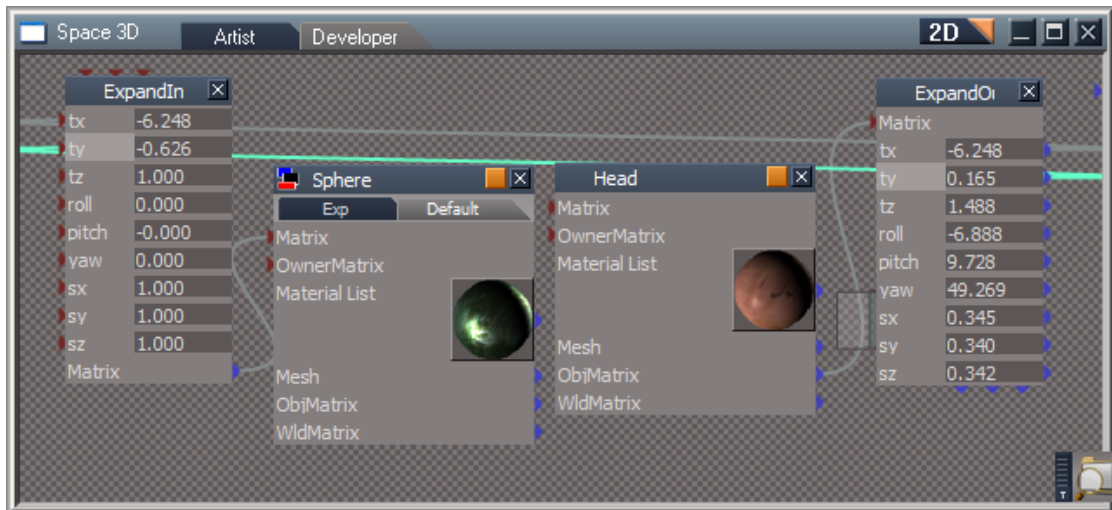 Space 3D Artist Developer 2D
ExpandIn
tx -6.248
ty -0.626
tz 1.000
roll 0.000
pitch -0.000
yaw 0.000
sx 1.000
sy 1.000
sz 1.000
Matrix
Sphere
Exp Default
Matrix
OwnerMatrix
Material List
Mesh
ObjMatrix
WldMatrix
Head
Matrix
OwnerMatrix
Material List
Mesh
ObjMatrix
WldMatrix
ExpandOu
Matrix
tx -6.248
ty 0.165
tz 1.488
roll -6.888
pitch 9.728
yaw 49.269
sx 0.345
sy 0.340
sz 0.342
T